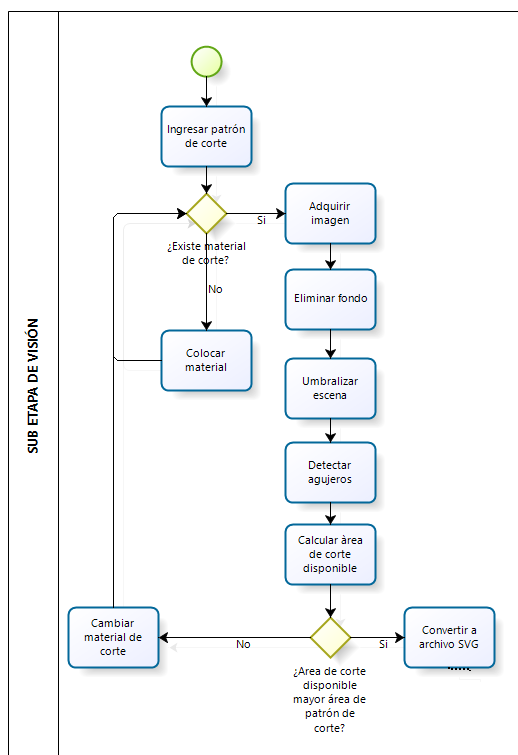 SUB ETAPA DE VISIÓN
Ingresar patrón
de corte
¿Existe material
de corte?
Si
No
Colocar
material
Adquirir
imagen
Eliminar fondo
Umbralizar
escena
Detectar
agujeros
Calcular àrea
de corte
disponible
¿Area de corte
disponible
mayor área de
patrón de
corte?
No
Si
Cambiar
material de
corte
Convertir a
archivo SVG